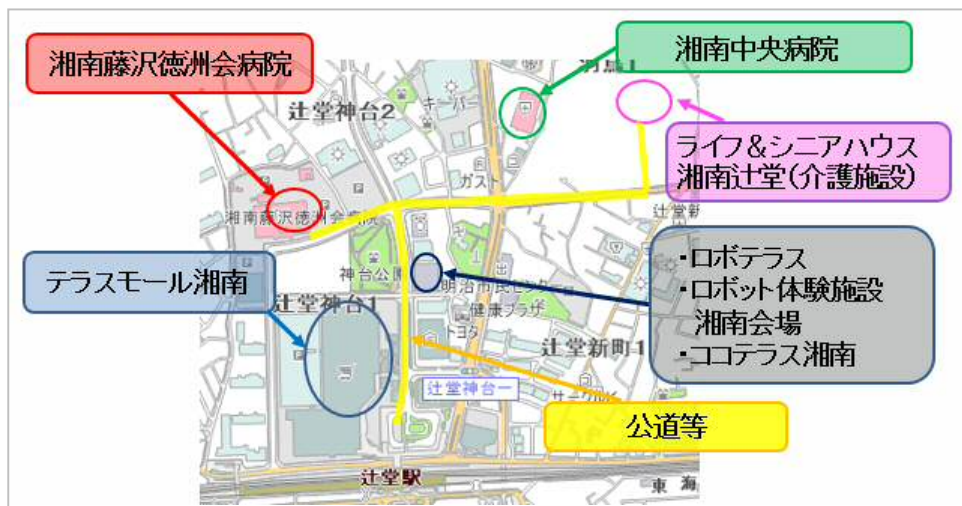 湘南藤沢徳洲会病院
湘南中央病院
辻堂神台2
キーパー
ライフ&シニアハウス
湘南辻堂(介護施設)
ガスト
湘南藤沢徳洲会病院
辻堂新
テラスモール湘南
神台公園
明治市民センター
・ロボテラス
・ロボット体験施設
湘南会場
・ココテラス湘南
辻堂神台1
健康プラザ
トヨタ
辻堂新町1
辻堂神台一
公道等
辻堂駅
東海